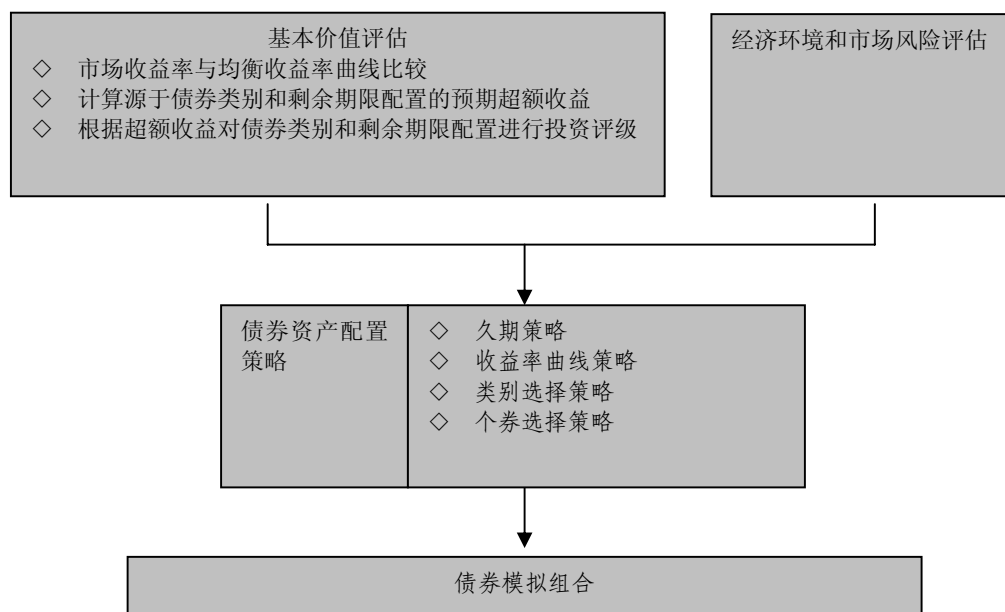 基本价值评估
◇ 市场收益率与均衡收益率曲线比较
◇ 计算源于债券类别和剩余期限配置的预期超额收益
◇ 根据超额收益对债券类别和剩余期限配置进行投资评级
经济环境和市场风险评估
债券资产配置
策略
◇ 久期策略
◇ 收益率曲线策略
◇ 类别选择策略
◇ 个券选择策略
债券模拟组合